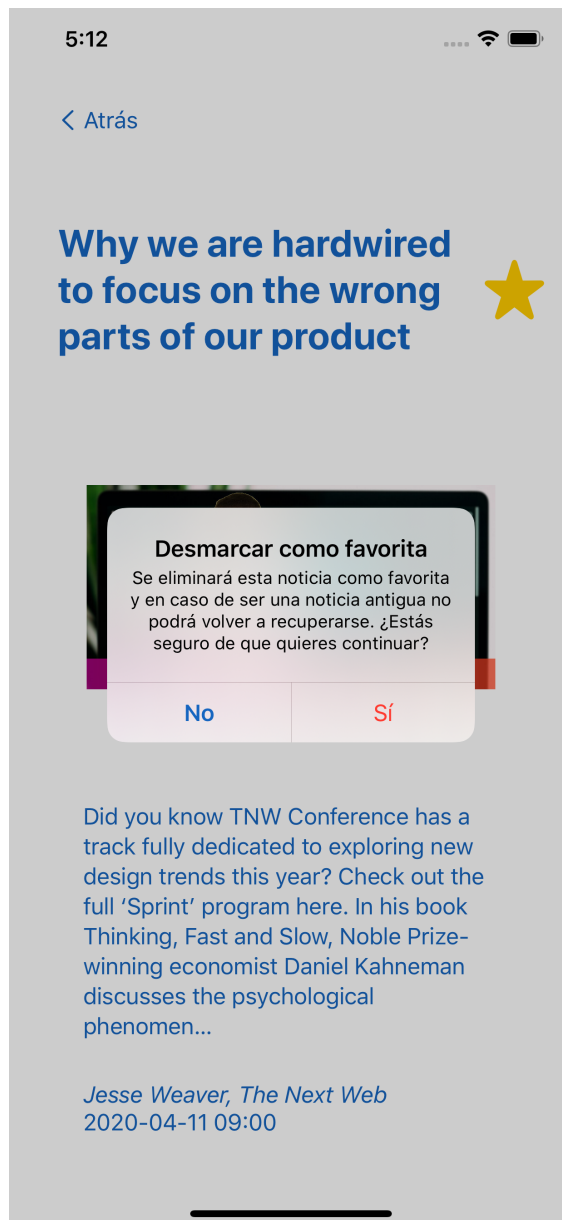 5:12
Atrás
Why we are hardwired
to focus on the wrong
parts of our product
Desmarcar como favorita
Se eliminará esta noticia como favorita
y en caso de ser una noticia antigua no
podrá volver a recuperarse. ¿Estás
seguro de que quieres continuar?
No
Sí
Did you know TNW Conference has a
track fully dedicated to exploring new
design trends this year? Check out the
full ‘Sprint’ program here. In his book
Thinking, Fast and Slow, Noble Prize-
winning economist Daniel Kahneman
discusses the psychological
phenomen...
Jesse Weaver, The Next Web
2020-04-11 09:00